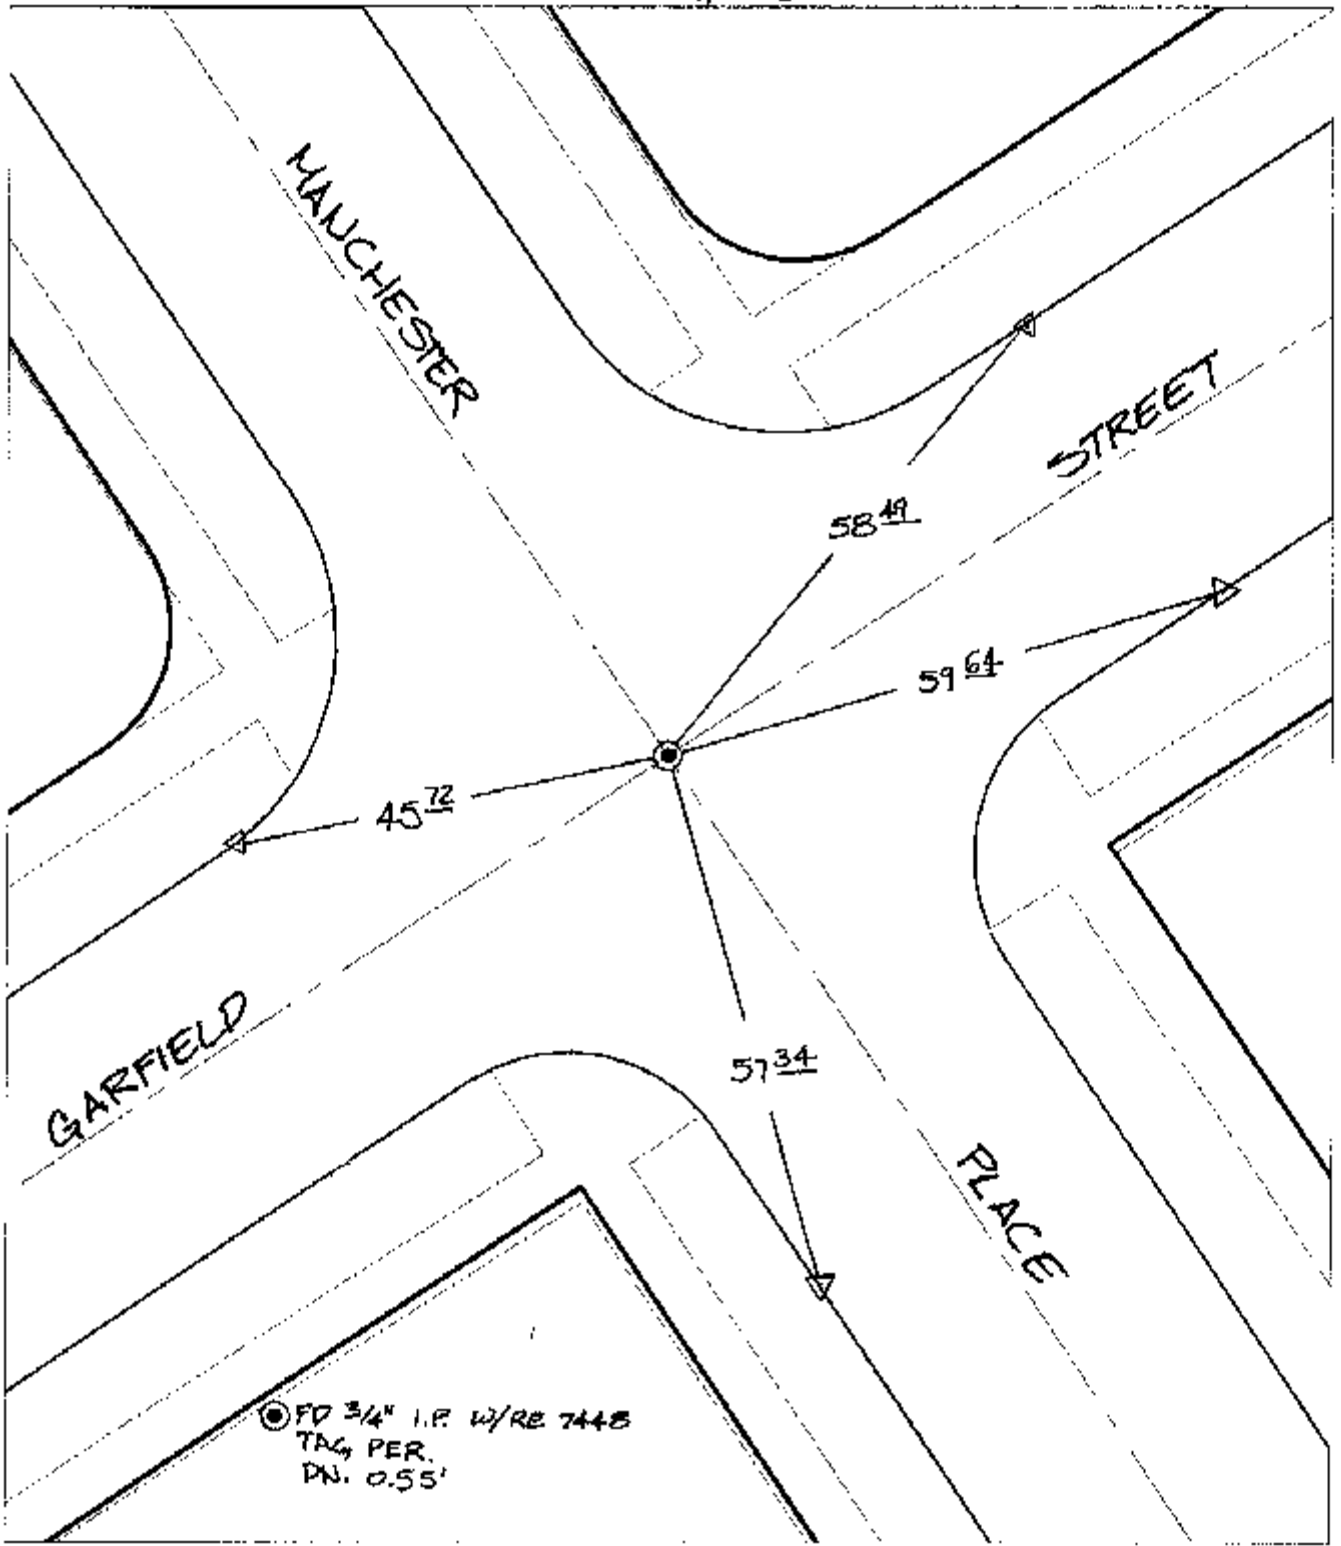 MANCHESTER
STREET
58 49
59 64
45 72
GARFIELD
57 34
PLACE
FD 3/4" I.P. W/RE 7448
TAG, PER.
DN. 0.55'